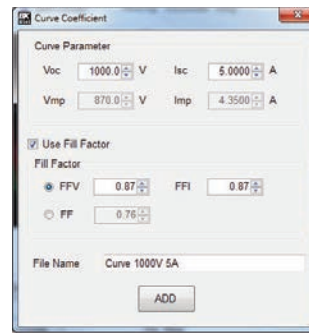 Curve Coefficient
Curve Parameter
Voc 1000.0 V Isc 5.0000 A
Vmp 870.0 V Imp 4.3500 A
Use Fill Factor
Fill Factor
FFV 0.87 FFI 0.87
FF 0.76
File Name Curve 1000V 5A
ADD